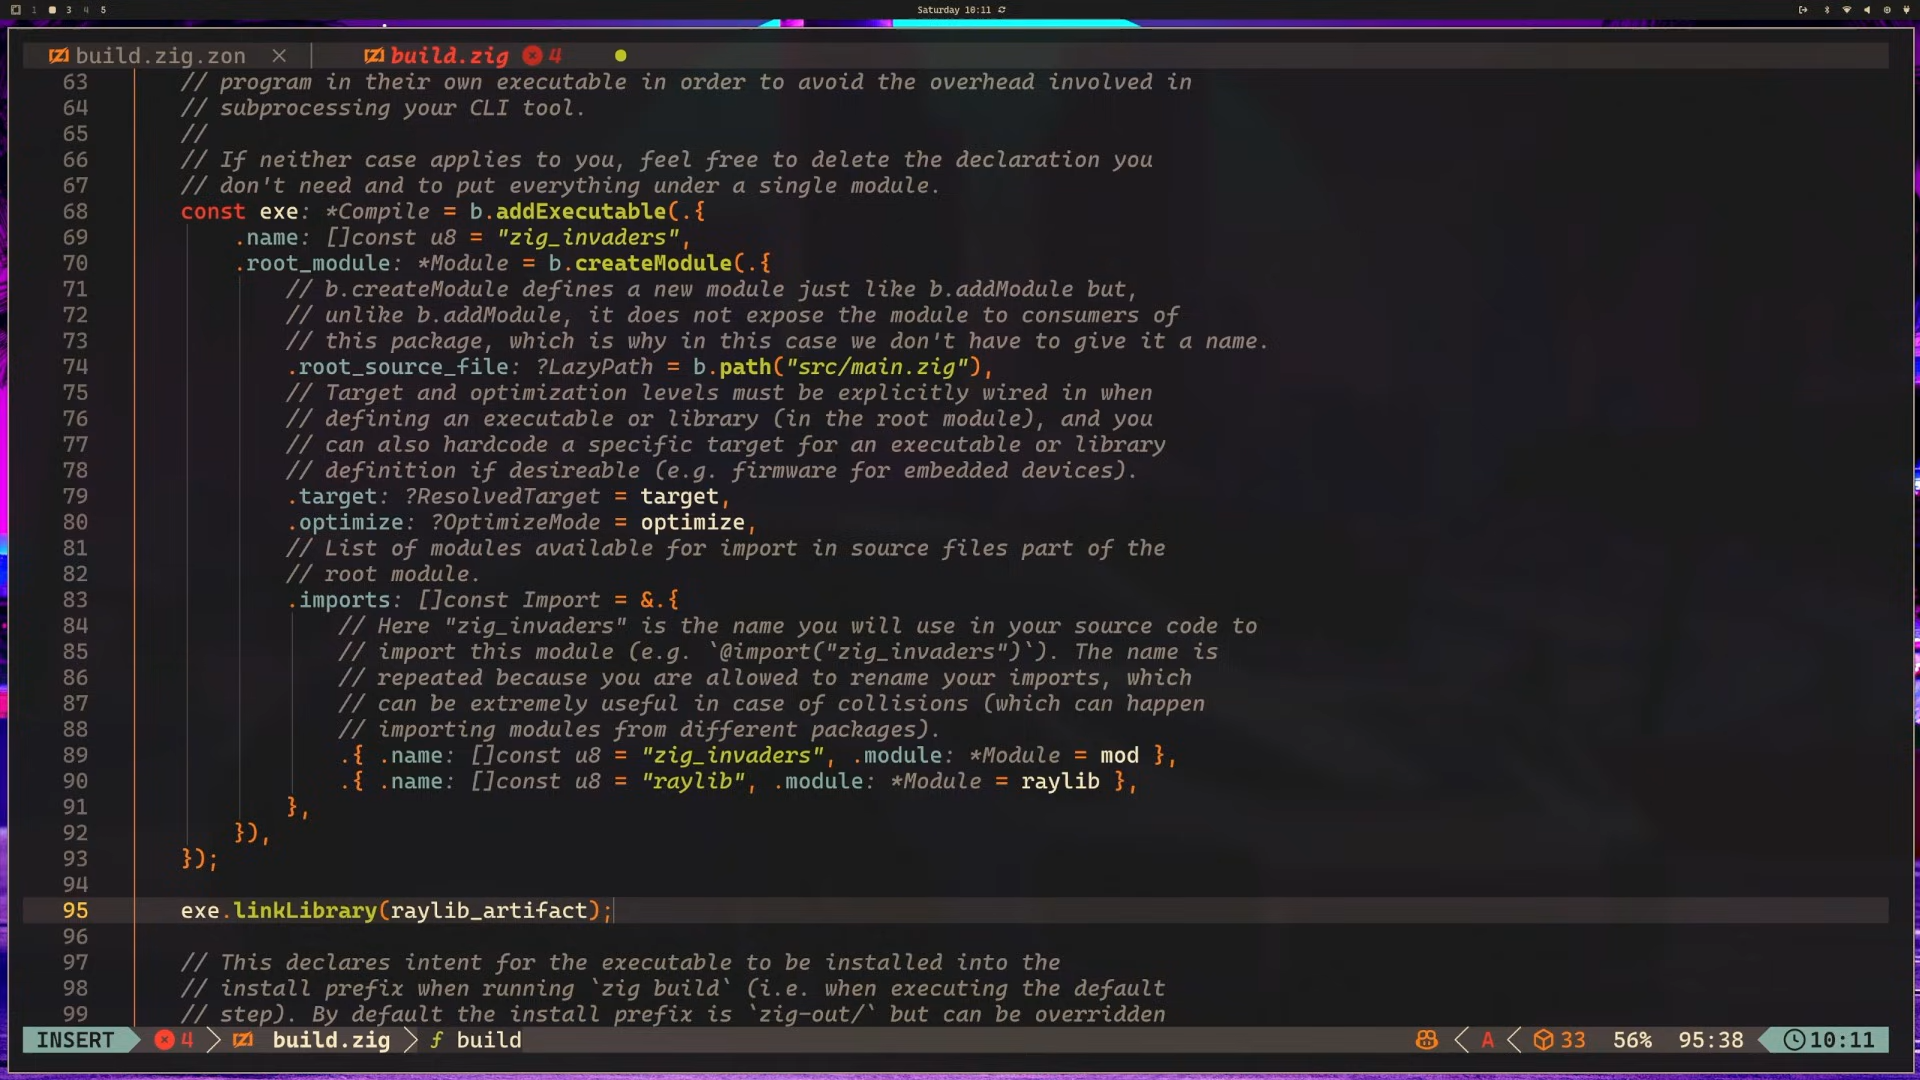 1 3 4 5 Saturday 10:11
build.zig.zon × build.zig 4
63 // program in their own executable in order to avoid the overhead involved in
64 // subprocessing your CLI tool.
65 //
66 // If neither case applies to you, feel free to delete the declaration you
67 // don't need and to put everything under a single module.
68 const exe: *Compile = b.addExecutable(.{
69 .name: []const u8 = "zig_invaders",
70 .root_module: *Module = b.createModule(.{
71 // b.createModule defines a new module just like b.addModule but,
72 // unlike b.addModule, it does not expose the module to consumers of
73 // this package, which is why in this case we don't have to give it a name.
74 .root_source_file: ?LazyPath = b.path("src/main.zig"),
75 // Target and optimization levels must be explicitly wired in when
76 // defining an executable or library (in the root module), and you
77 // can also hardcode a specific target for an executable or library
78 // definition if desireable (e.g. firmware for embedded devices).
79 .target: ?ResolvedTarget = target,
80 .optimize: ?OptimizeMode = optimize,
81 // List of modules available for import in source files part of the
82 // root module.
83 .imports: []const Import = &.{
84 // Here "zig_invaders" is the name you will use in your source code to
85 // import this module (e.g. `@import("zig_invaders")`). The name is
86 // repeated because you are allowed to rename your imports, which
87 // can be extremely useful in case of collisions (which can happen
88 // importing modules from different packages).
89 .{ .name: []const u8 = "zig_invaders", .module: *Module = mod },
90 .{ .name: []const u8 = "raylib", .module: *Module = raylib },
91 },
92 }),
93 });
94
95 exe.linkLibrary(raylib_artifact);
96
97 // This declares intent for the executable to be installed into the
98 // install prefix when running `zig build` (i.e. when executing the default
99 // step). By default the install prefix is `zig-out/` but can be overridden
INSERT 4 build.zig f build A 33 56% 95:38 10:11